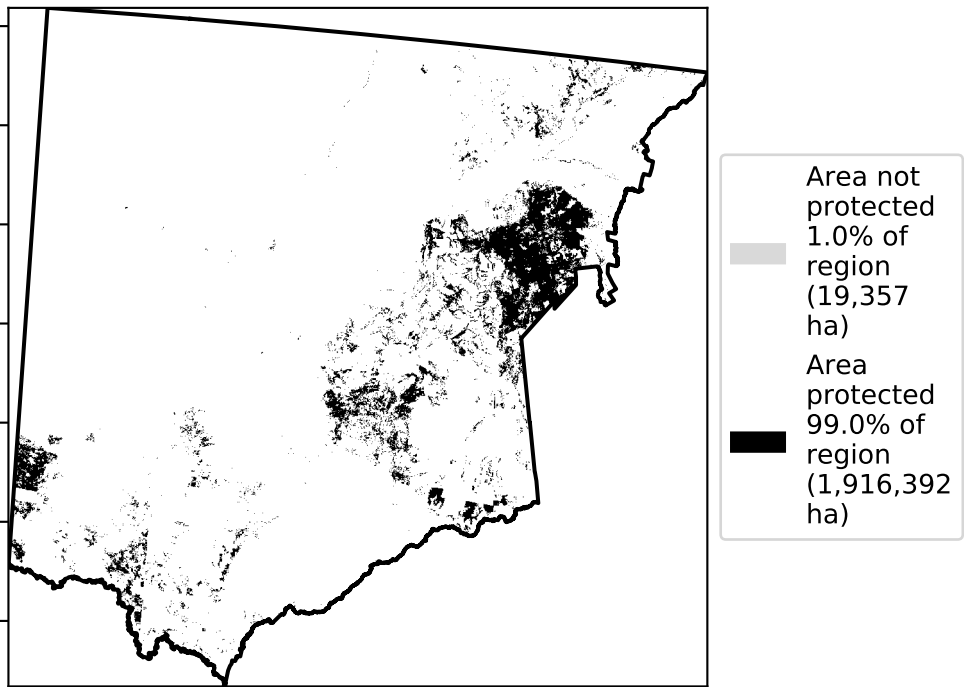 Area not
protected
1.0% of
region
(19,357
ha)
Area
protected
99.0% of
region
(1,916,392
ha)